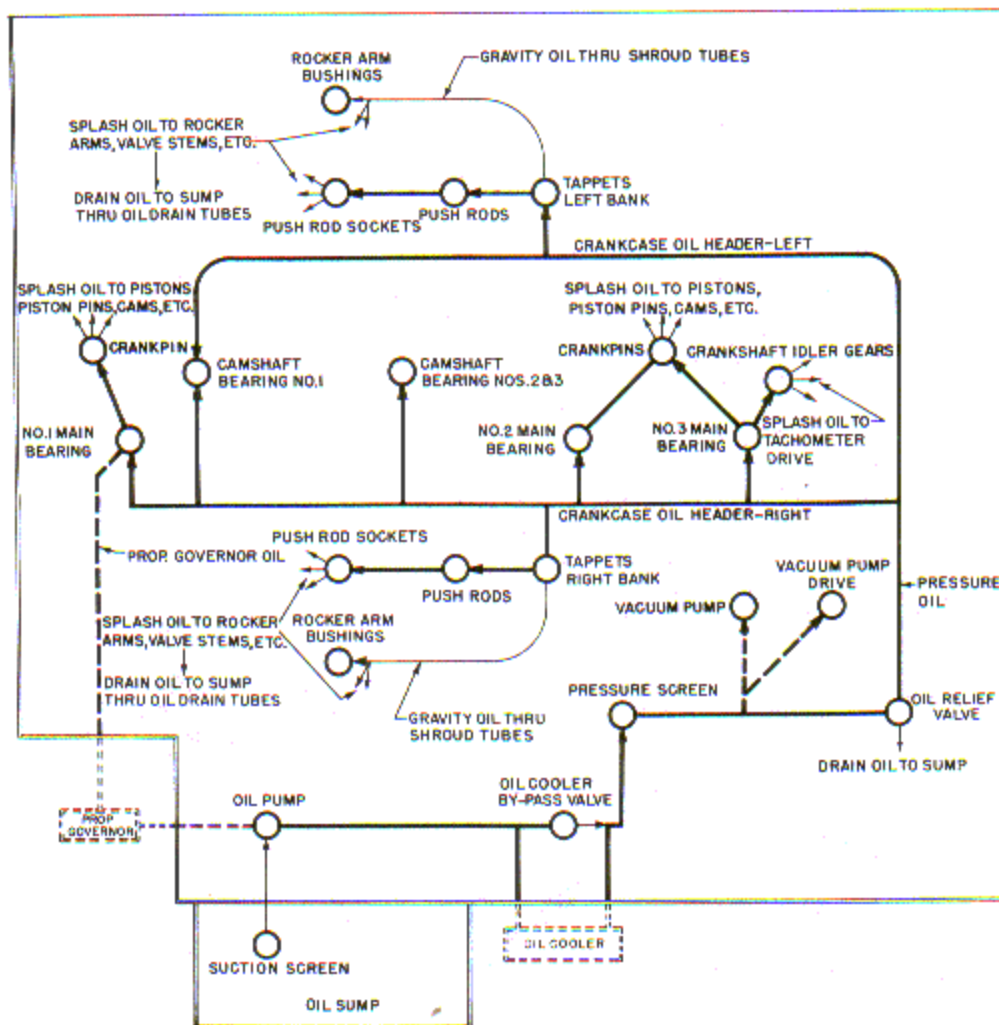 ROCKER ARM
BUSHINGS
GRAVITY OIL THRU SHROUD TUBES
SPLASH OIL TO ROCKER
ARMS, VALVE STEMS, ETC.
DRAIN OIL TO SUMP
THRU OIL DRAIN TUBES
PUSH ROD SOCKETS
PUSH RODS
TAPPETS
LEFT BANK
CRANKCASE OIL HEADER-LEFT
SPLASH OIL TO PISTONS,
PISTON PINS, CAMS, ETC.
CRANKPIN
CAMSHAFT
BEARING NO.1
CAMSHAFT
BEARING NOS. 2&3
SPLASH OIL TO PISTONS,
PISTON PINS, CAMS, ETC.
CRANKPINS
CRANKSHAFT IDLER GEARS
NO.1 MAIN
BEARING
NO.2 MAIN
BEARING
NO.3 MAIN
BEARING
SPLASH OIL TO
TACHOMETER
DRIVE
CRANKCASE OIL HEADER-RIGHT
PROP. GOVERNOR OIL
PUSH ROD SOCKETS
PUSH RODS
TAPPETS
RIGHT BANK
VACUUM PUMP
VACUUM PUMP
DRIVE
PRESSURE
OIL
SPLASH OIL TO ROCKER
ARMS, VALVE STEMS, ETC.
ROCKER ARM
BUSHINGS
DRAIN OIL TO SUMP
THRU OIL DRAIN TUBES
GRAVITY OIL THRU
SHROUD TUBES
PRESSURE SCREEN
OIL RELIEF
VALVE
DRAIN OIL TO SUMP
OIL PUMP
OIL COOLER
BY-PASS VALVE
PROP.
GOVERNOR
OIL COOLER
SUCTION SCREEN
OIL SUMP